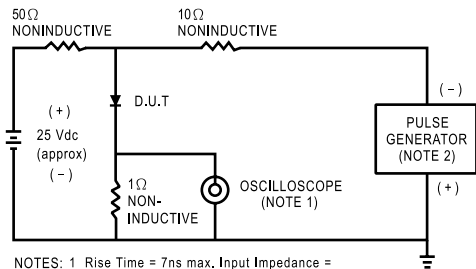 50Ω
NONINDUCTIVE
10Ω
NONINDUCTIVE
D.U.T
(+)
25 Vdc
(approx)
(−)
1Ω
NON-
INDUCTIVE
OSCILLOSCOPE
(NOTE 1)
(−)
PULSE
GENERATOR
(NOTE 2)
(+)
NOTES: 1 Rise Time = 7ns max. Input Impedance =